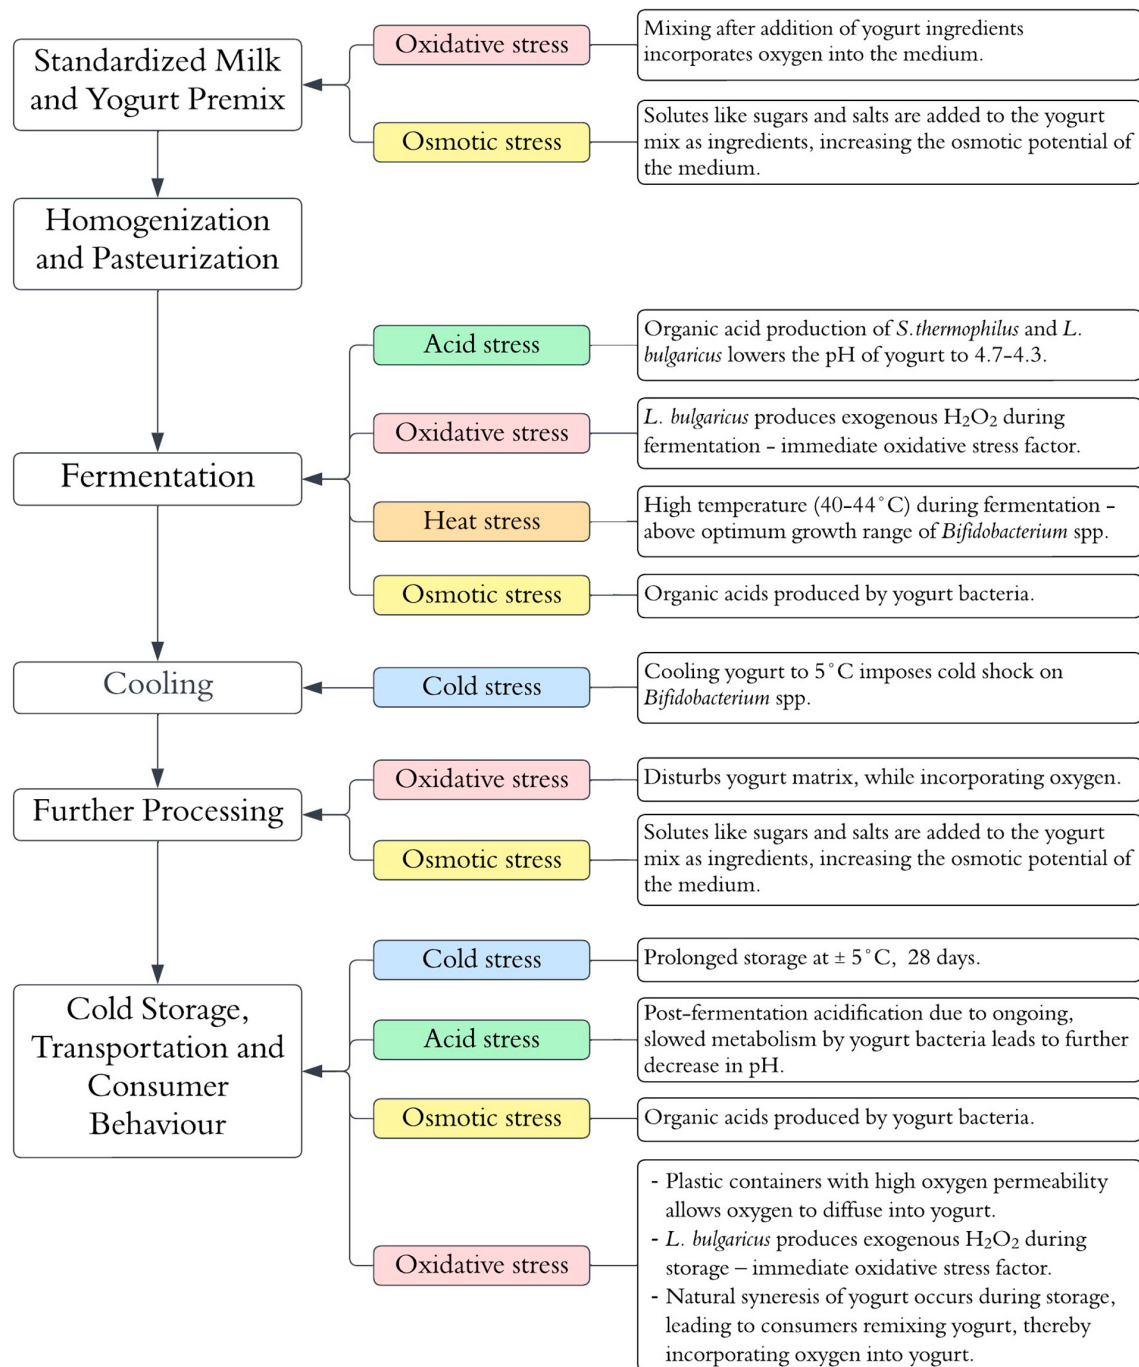 Standardized Milk
and Yogurt Premix
Oxidative stress
Mixing after addition of yogurt ingredients
incorporates oxygen into the medium.
Osmotic stress
Solutes like sugars and salts are added to the yogurt
mix as ingredients, increasing the osmotic potential of
the medium.
Homogenization
and Pasteurization
Fermentation
Acid stress
Organic acid production of S.thermophilus and L.
bulgaricus lowers the pH of yogurt to 4.7-4.3.
Oxidative stress
L. bulgaricus produces exogenous H₂O₂ during
fermentation – immediate oxidative stress factor.
Heat stress
High temperature (40-44°C) during fermentation –
above optimum growth range of Bifidobacterium spp.
Osmotic stress
Organic acids produced by yogurt bacteria.
Cooling
Cold stress
Cooling yogurt to 5°C imposes cold shock on
Bifidobacterium spp.
Further Processing
Oxidative stress
Disturbs yogurt matrix, while incorporating oxygen.
Osmotic stress
Solutes like sugars and salts are added to the yogurt
mix as ingredients, increasing the osmotic potential of
the medium.
Cold Storage,
Transportation and
Consumer
Behaviour
Cold stress
Prolonged storage at ± 5°C, 28 days.
Acid stress
Post-fermentation acidification due to ongoing,
slowed metabolism by yogurt bacteria leads to further
decrease in pH.
Osmotic stress
Organic acids produced by yogurt bacteria.
Oxidative stress
- Plastic containers with high oxygen permeability
allows oxygen to diffuse into yogurt.
- L. bulgaricus produces exogenous H₂O₂ during
storage – immediate oxidative stress factor.
- Natural syneresis of yogurt occurs during storage,
leading to consumers remixing yogurt, thereby
incorporating oxygen into yogurt.